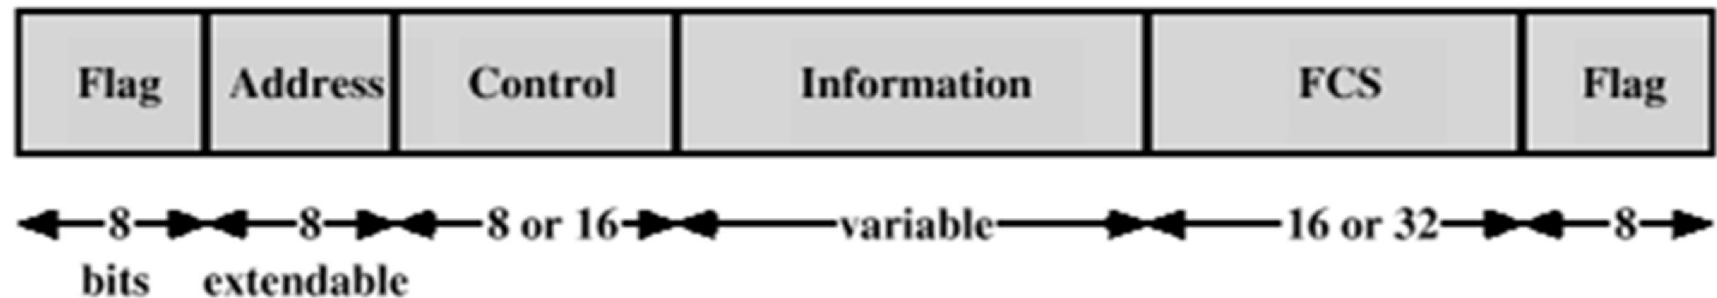 Flag Address Control Information FCS Flag
8 8 8 or 16 variable 16 or 32 8
bits extendable